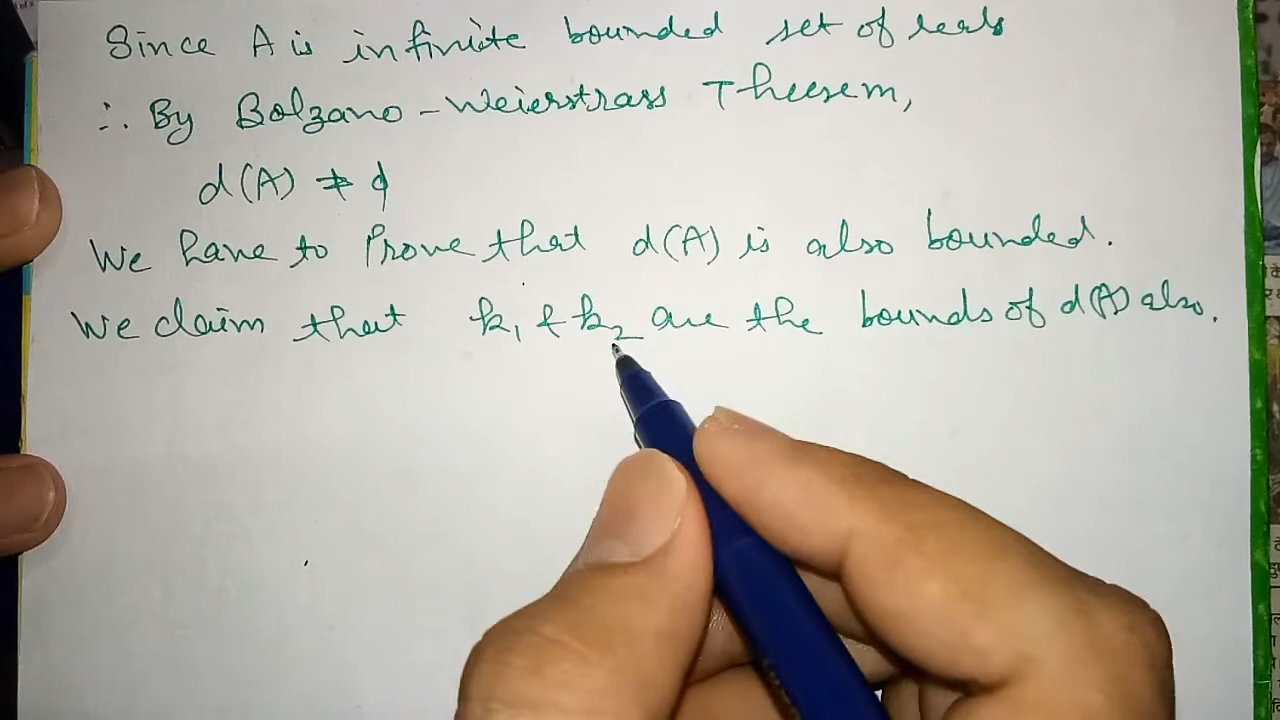 Since A is infinite bounded set of reals
∴ By Bolzano-Weierstrass Theorem,
d(A) ≠ ϕ
We have to Prove that d(A) is also bounded.
We claim that k₁ & k₂ are the bounds of d(A) also.